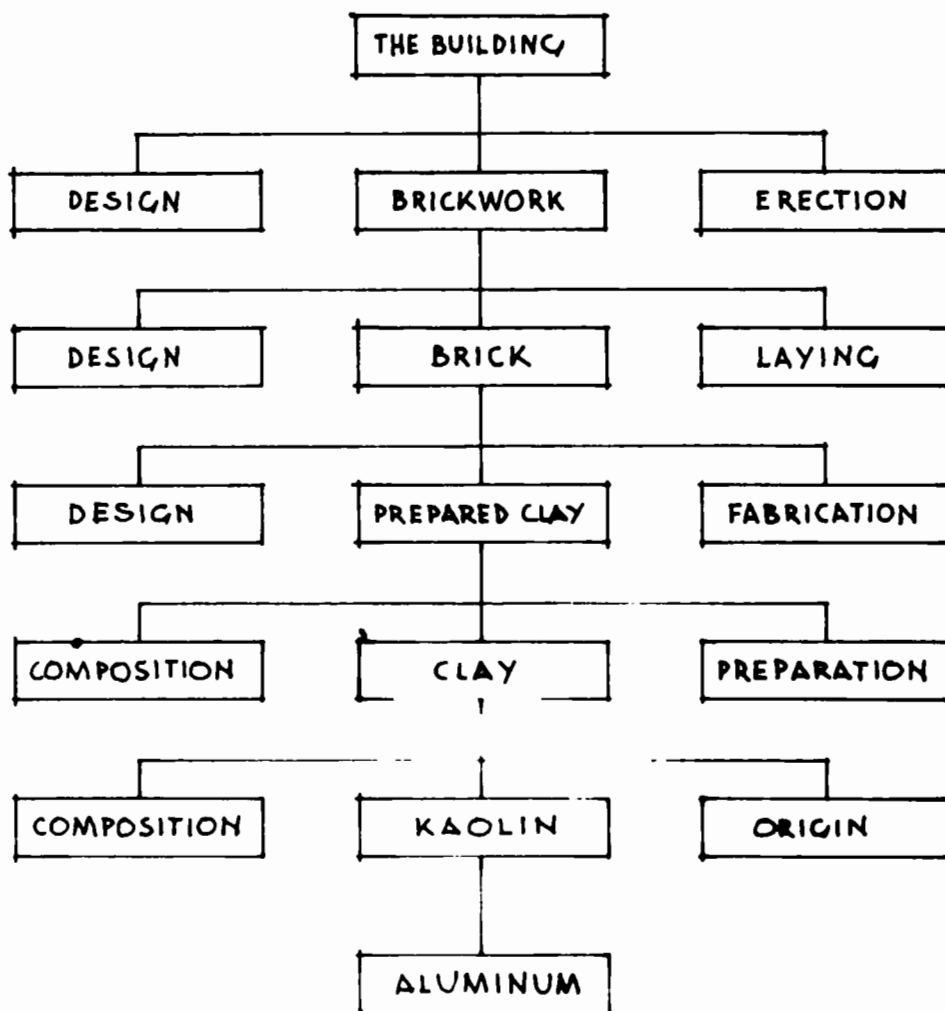 THE BUILDING
DESIGN
BRICKWORK
ERECTION
DESIGN
BRICK
LAYING
DESIGN
PREPARED CLAY
FABRICATION
COMPOSITION
CLAY
PREPARATION
COMPOSITION
KAOLIN
ORIGIN
ALUMINUM